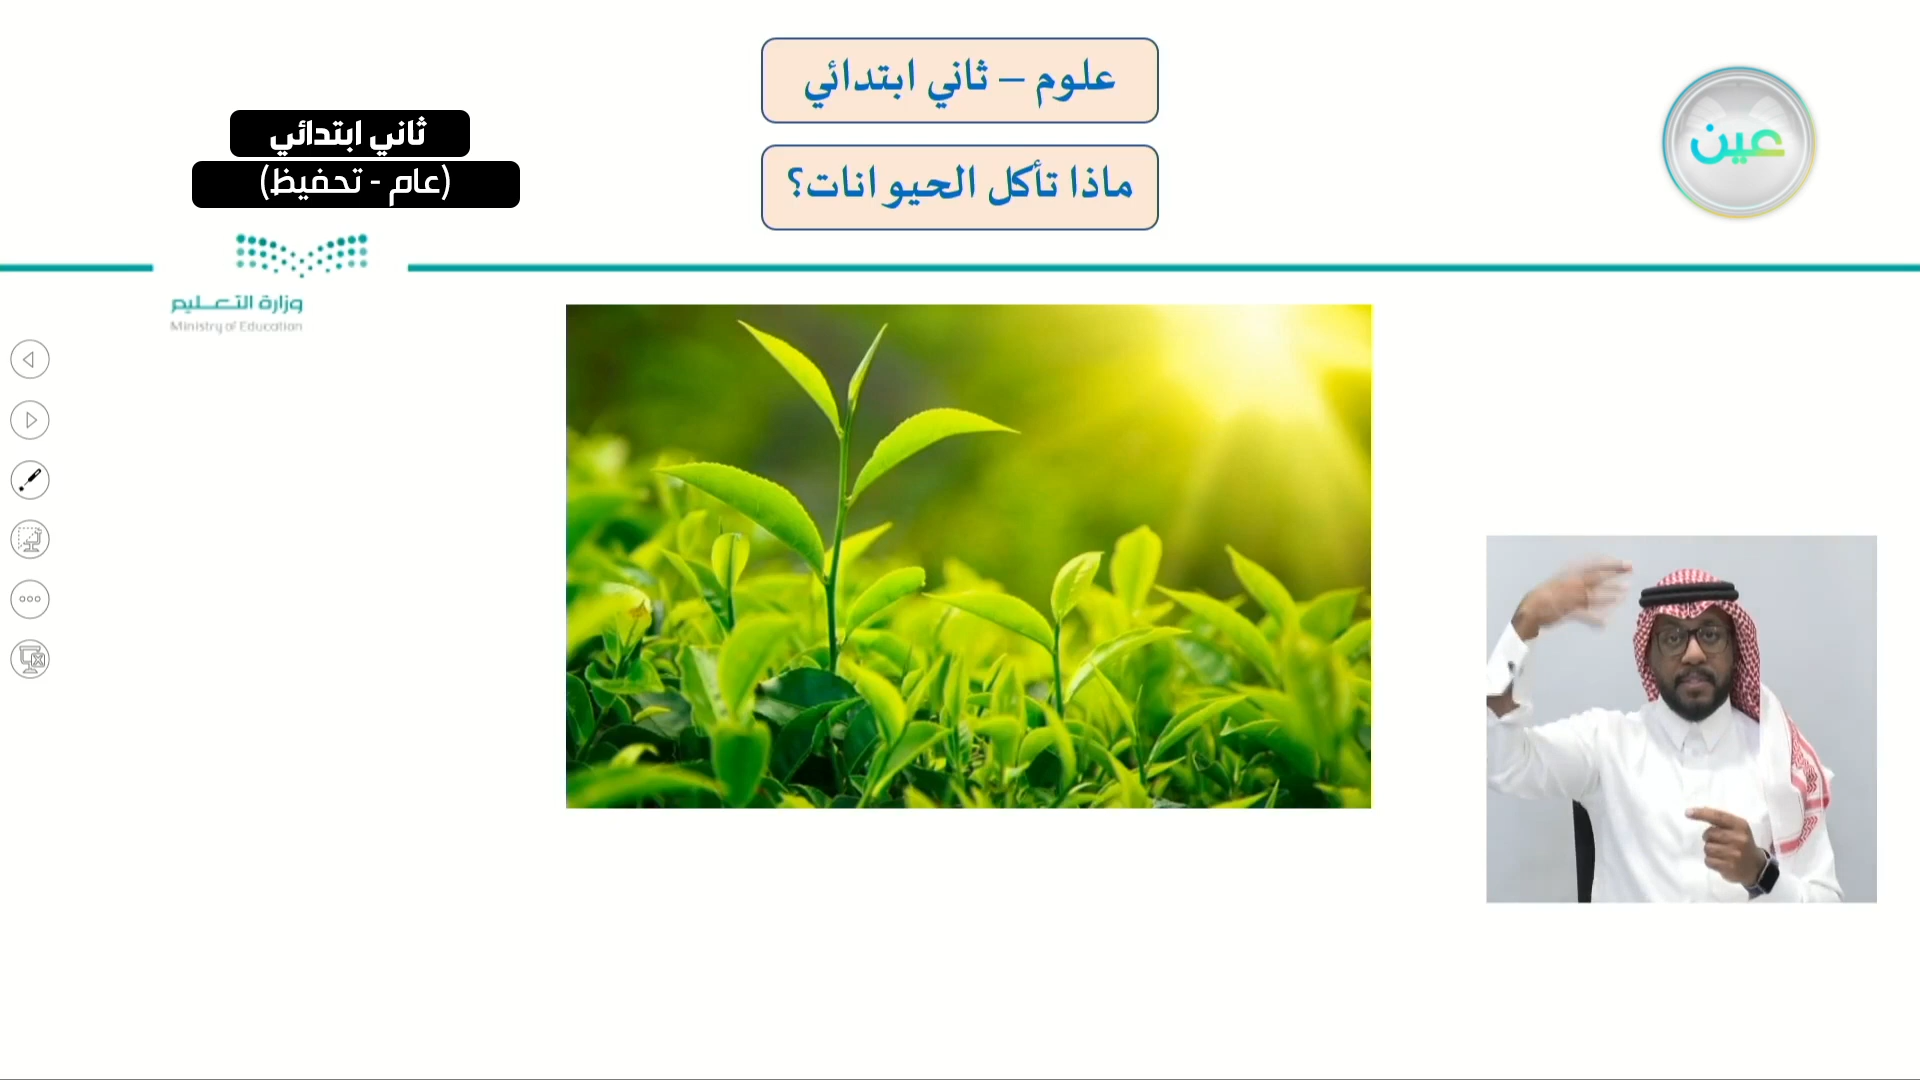 علوم – ثاني ابتدائي
ماذا تأكل الحيوانات؟
عين
ثاني ابتدائي
(عام - تحفيظ)
وزارة التعليم
Ministry of Education